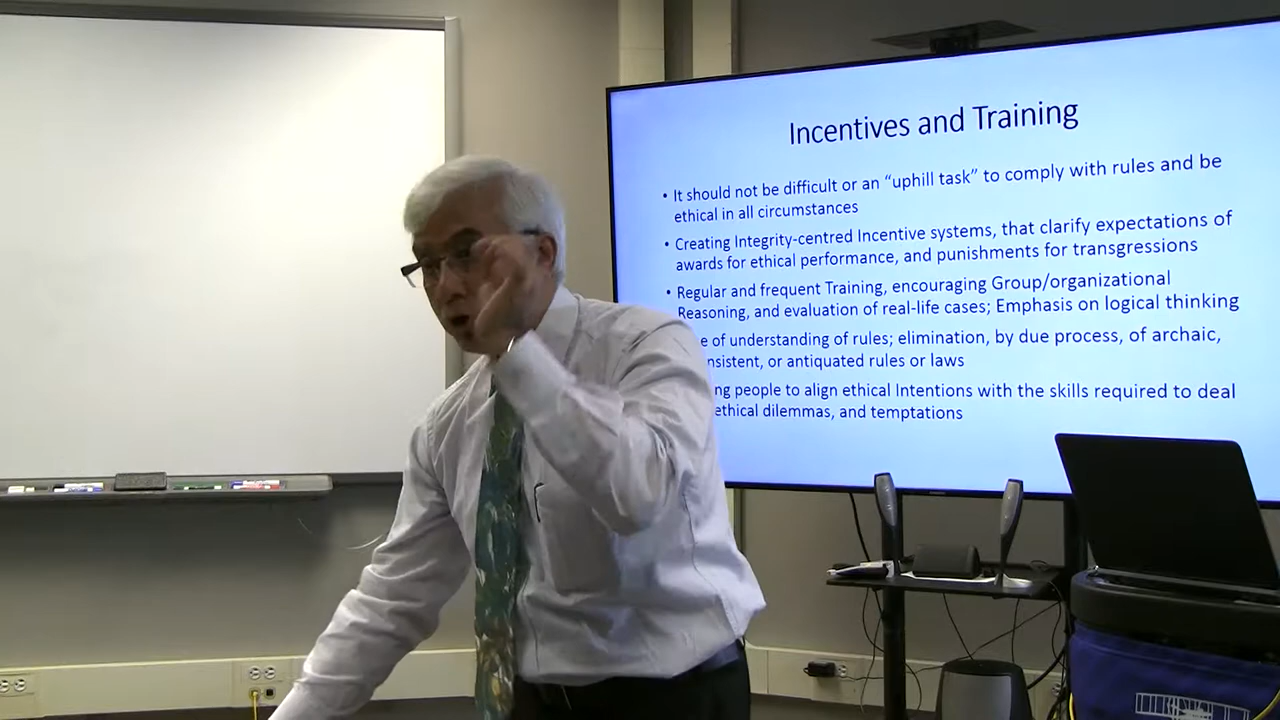 Incentives and Training
• It should not be difficult or an “uphill task” to comply with rules and be
ethical in all circumstances
• Creating Integrity-centred Incentive systems, that clarify expectations of
awards for ethical performance, and punishments for transgressions
• Regular and frequent Training, encouraging Group/organizational
Reasoning, and evaluation of real-life cases; Emphasis on logical thinking
of understanding of rules; elimination, by due process, of archaic,
or antiquated rules or laws
people to align ethical Intentions with the skills required to deal
ethical dilemmas, and temptations